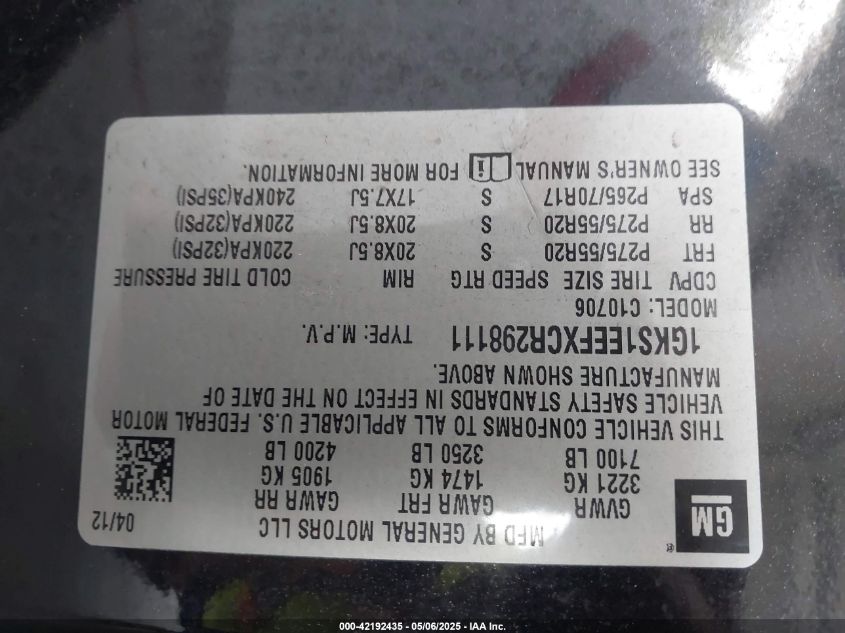 MFD BY GENERAL MOTORS LLC 04/12
GM ®
GVWR GAWR FRT GAWR RR
3221 KG 1474 KG 1905 KG
7100 LB 3250 LB 4200 LB
THIS VEHICLE CONFORMS TO ALL APPLICABLE U.S. FEDERAL MOTOR
VEHICLE SAFETY STANDARDS IN EFFECT ON THE DATE OF
MANUFACTURE SHOWN ABOVE.
1GKS1EEFXCR298111 TYPE: M.P.V.
MODEL: C10706
CDPV TIRE SIZE SPEED RTG RIM COLD TIRE PRESSURE
FRT P275/55R20 S 20X8.5J 220KPA(32PSI)
RR P275/55R20 S 20X8.5J 220KPA(32PSI)
SPA P265/70R17 S 17X7.5J 240KPA(35PSI)
SEE OWNER'S MANUAL i FOR MORE INFORMATION.
000-42192435 - 05/06/2025 - IAA Inc.